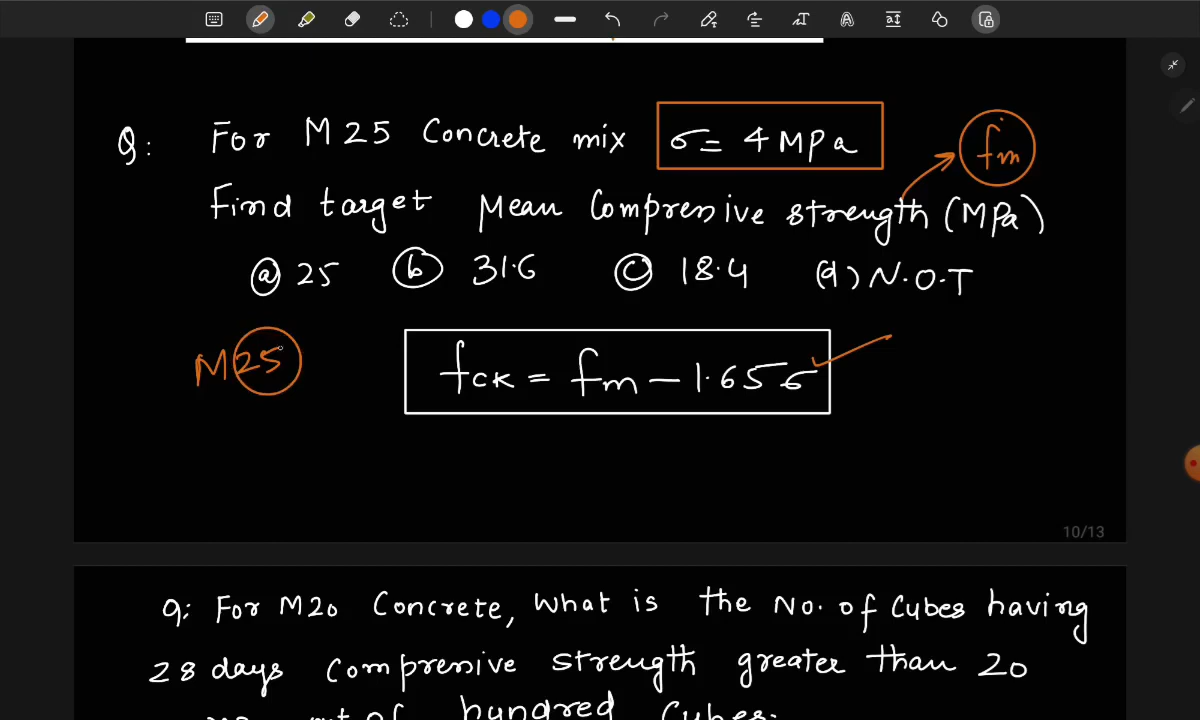 Q: For M25 Concrete mix σ = 4 MPa fm
Find target Mean Compressive strength (MPa)
(a) 25 (b) 31.6 (c) 18.4 (d) N.O.T
M25 fck = fm - 1.65σ
10/13
Q: For M20 Concrete, What is the No. of Cubes having
28 days Compressive strength greater than 20
out of hundred Cubes.